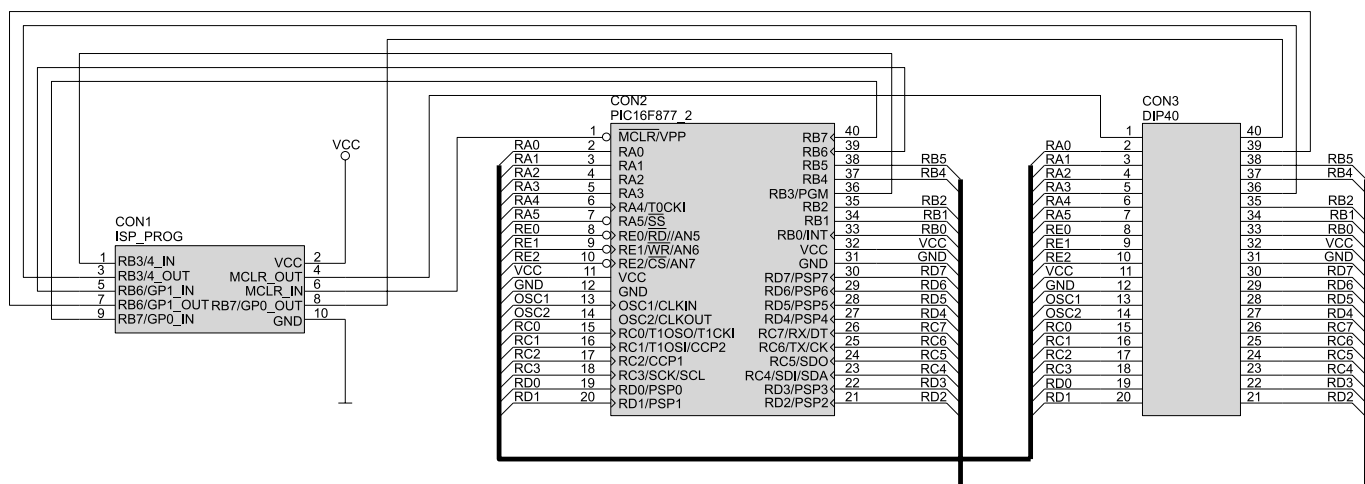 CON1
ISP_PROG
1 RB3/4_IN VCC 2
3 RB3/4_OUT MCLR_OUT 4
5 RB6/GP1_IN MCLR_IN 6
7 RB6/GP1_OUT RB7/GP0_OUT 8
9 RB7/GP0_IN GND 10
VCC
CON2
PIC16F877_2
1 MCLR/VPP RB7 40
RA0 2 RA0 RB6 39
RA1 3 RA1 RB5 38 RB5
RA2 4 RA2 RB4 37 RB4
RA3 5 RA3 RB3/PGM 36
RA4 6 RA4/T0CKI RB2 35 RB2
RA5 7 RA5/SS RB1 34 RB1
RE0 8 RE0/RD//AN5 RB0/INT 33 RB0
RE1 9 RE1/WR/AN6 VCC 32 VCC
RE2 10 RE2/CS/AN7 GND 31 GND
VCC 11 VCC RD7/PSP7 30 RD7
GND 12 GND RD6/PSP6 29 RD6
OSC1 13 OSC1/CLKIN RD5/PSP5 28 RD5
OSC2 14 OSC2/CLKOUT RD4/PSP4 27 RD4
RC0 15 RC0/T1OSO/T1CKI RC7/RX/DT 26 RC7
RC1 16 RC1/T1OSI/CCP2 RC6/TX/CK 25 RC6
RC2 17 RC2/CCP1 RC5/SDO 24 RC5
RC3 18 RC3/SCK/SCL RC4/SDI/SDA 23 RC4
RD0 19 RD0/PSP0 RD3/PSP3 22 RD3
RD1 20 RD1/PSP1 RD2/PSP2 21 RD2
CON3
DIP40
1 40
RA0 2 39
RA1 3 38 RB5
RA2 4 37 RB4
RA3 5 36
RA4 6 35 RB2
RA5 7 34 RB1
RE0 8 33 RB0
RE1 9 32 VCC
RE2 10 31 GND
VCC 11 30 RD7
GND 12 29 RD6
OSC1 13 28 RD5
OSC2 14 27 RD4
RC0 15 26 RC7
RC1 16 25 RC6
RC2 17 24 RC5
RC3 18 23 RC4
RD0 19 22 RD3
RD1 20 21 RD2